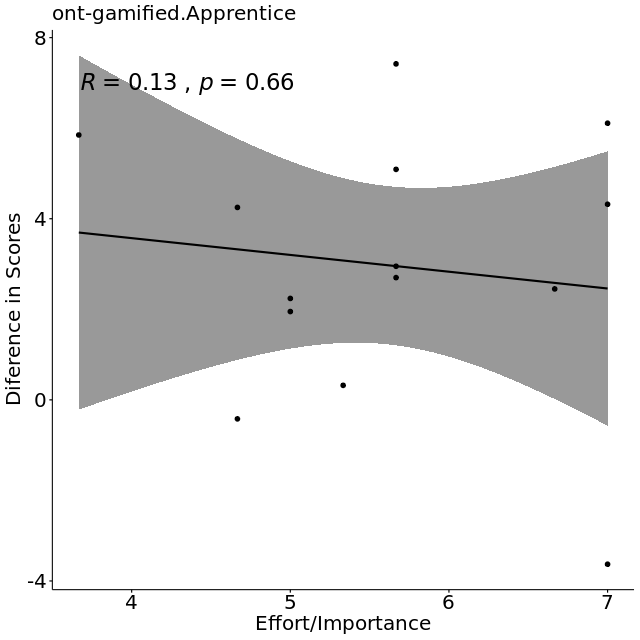 ont-gamified.Apprentice
R = 0.13 , p = 0.66
8
4
0
-4
Diference in Scores
4 5 6 7
Effort/Importance